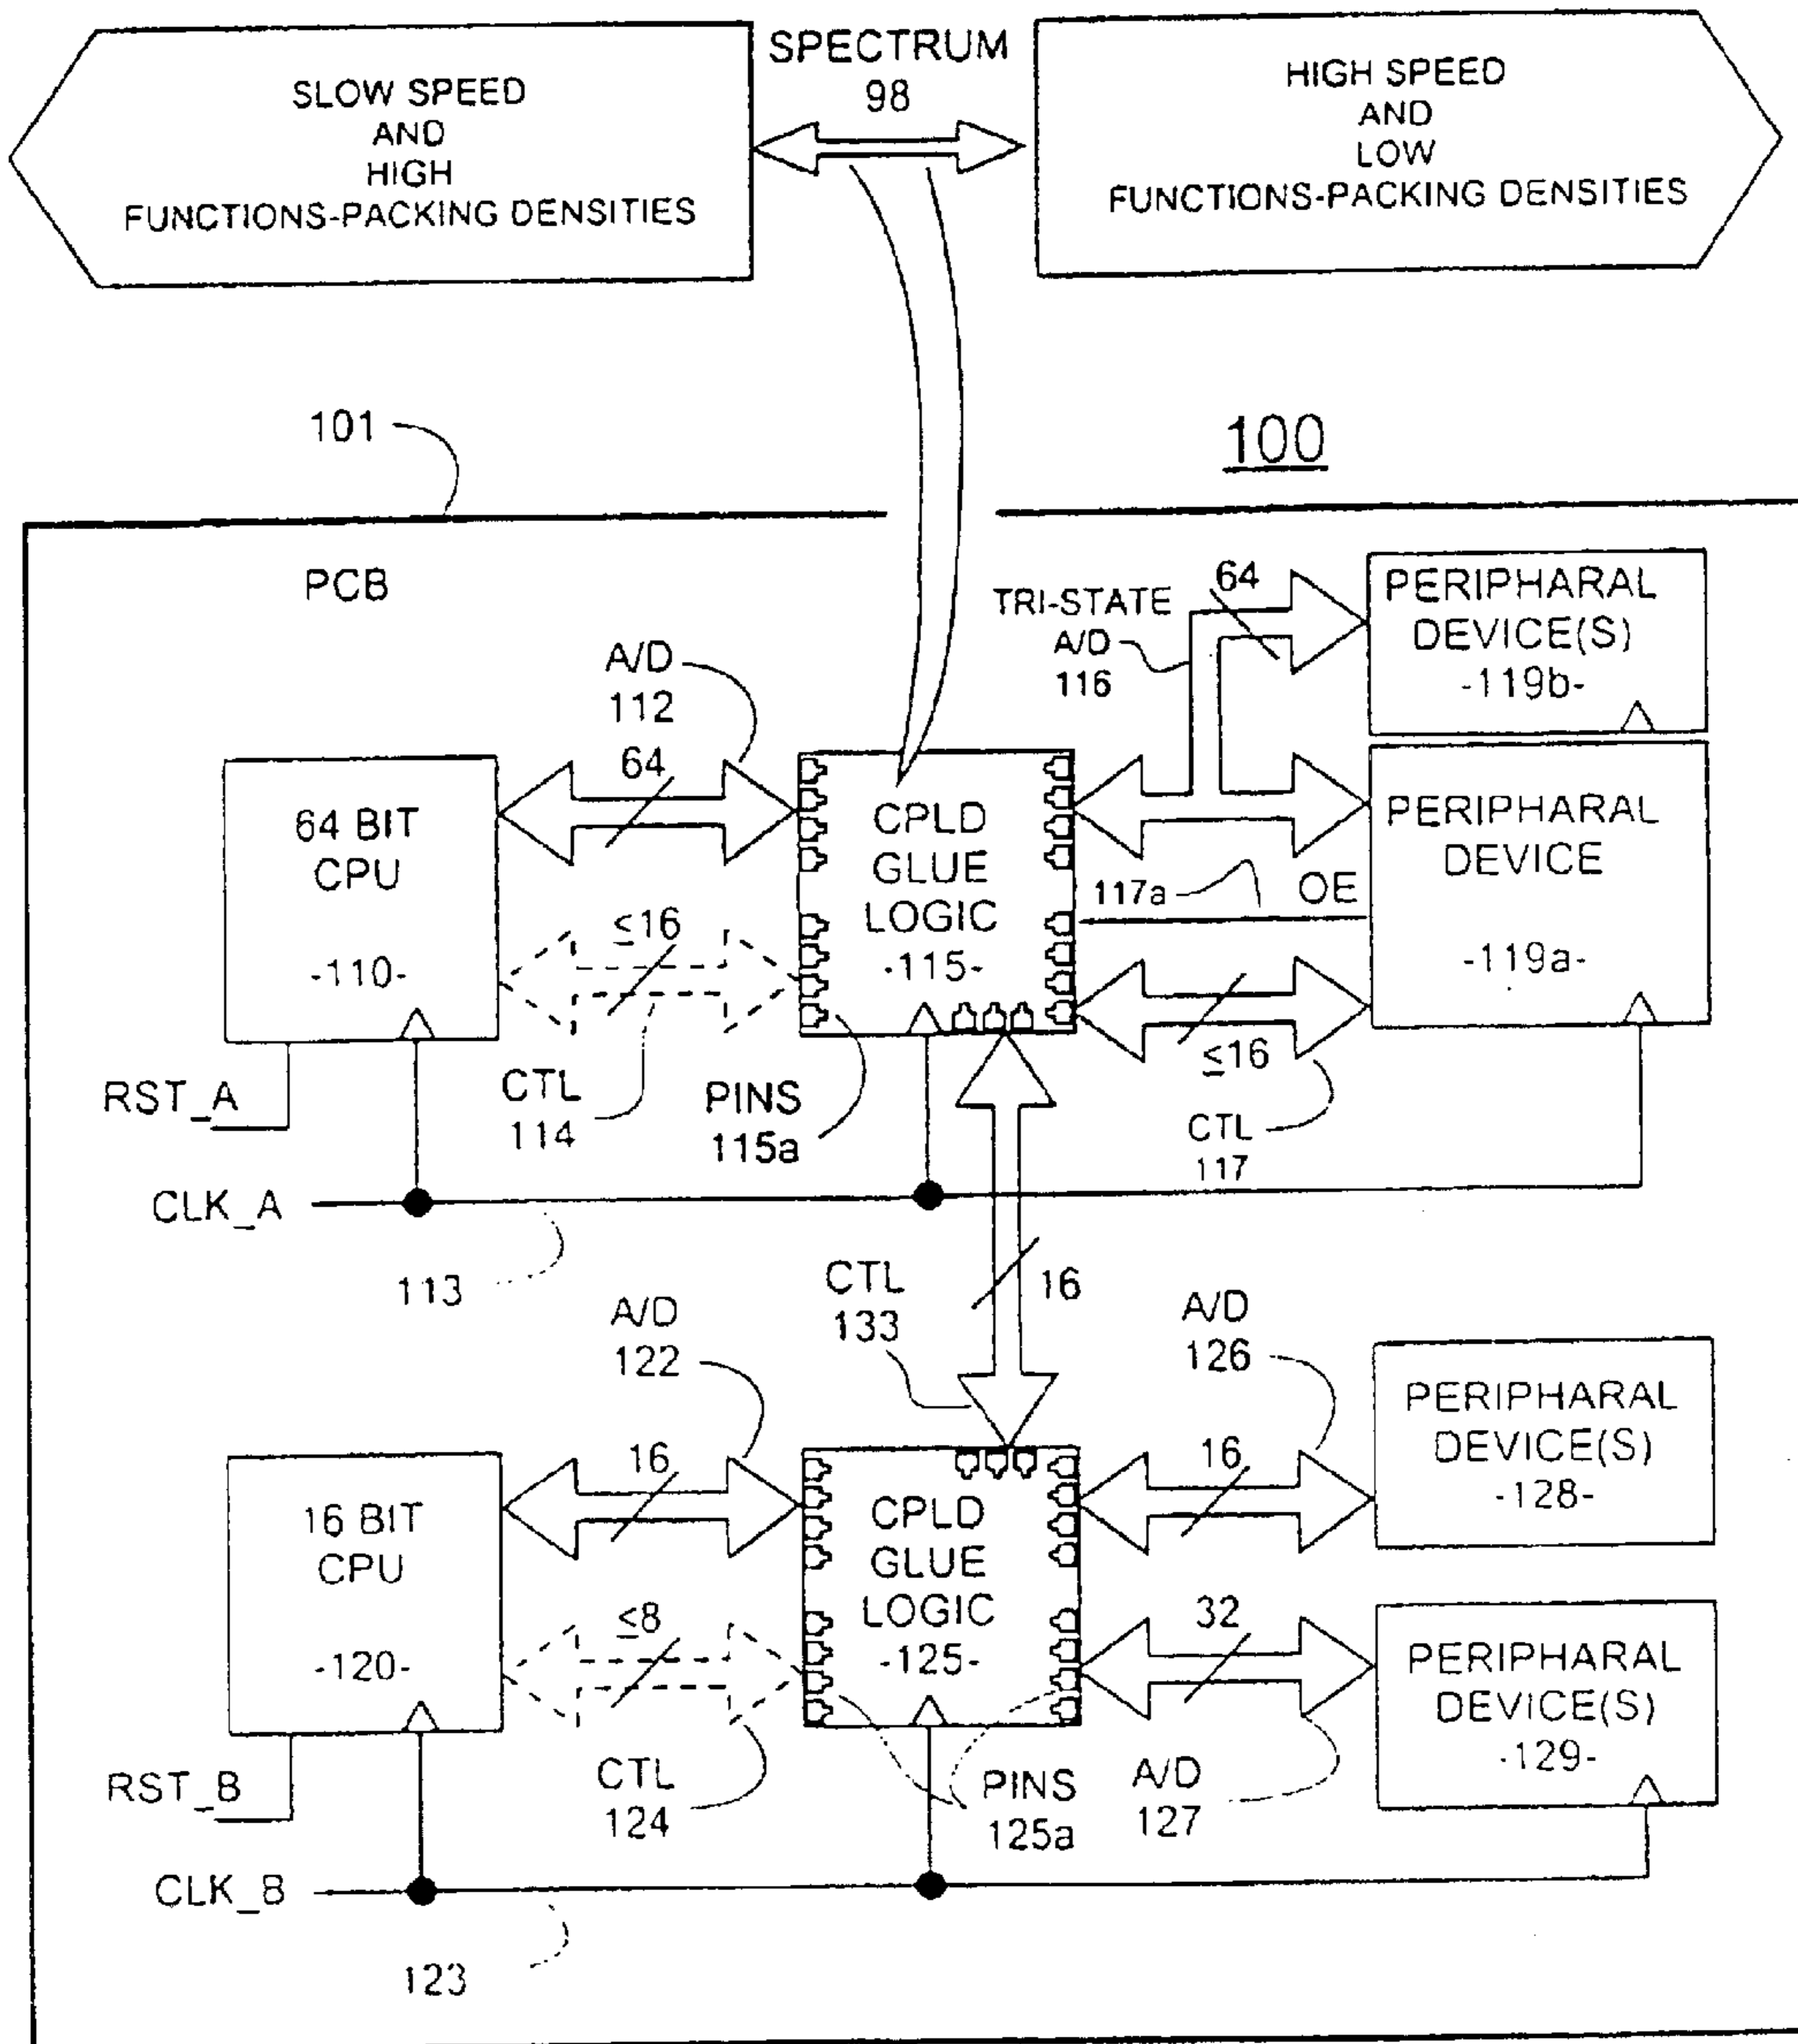 SPECTRUM
98
SLOW SPEED
AND
HIGH
FUNCTIONS-PACKING DENSITIES
HIGH SPEED
AND
LOW
FUNCTIONS-PACKING DENSITIES
101
100
PCB
TRI-STATE
A/D
116
64
PERIPHARAL
DEVICE(S)
-119b-
A/D
112
64 BIT
CPU
-110-
64
≤16
CPLD
GLUE
LOGIC
-115-
117a
OE
PERIPHARAL
DEVICE
-119a-
≤16
RST_A
CTL
114
PINS
115a
CTL
117
CLK_A
113
CTL
133
16
A/D
122
A/D
126
16 BIT
CPU
-120-
16
≤8
CPLD
GLUE
LOGIC
-125-
16
PERIPHARAL
DEVICE(S)
-128-
32
PERIPHARAL
DEVICE(S)
-129-
RST_B
CTL
124
PINS
125a
A/D
127
CLK_B
123